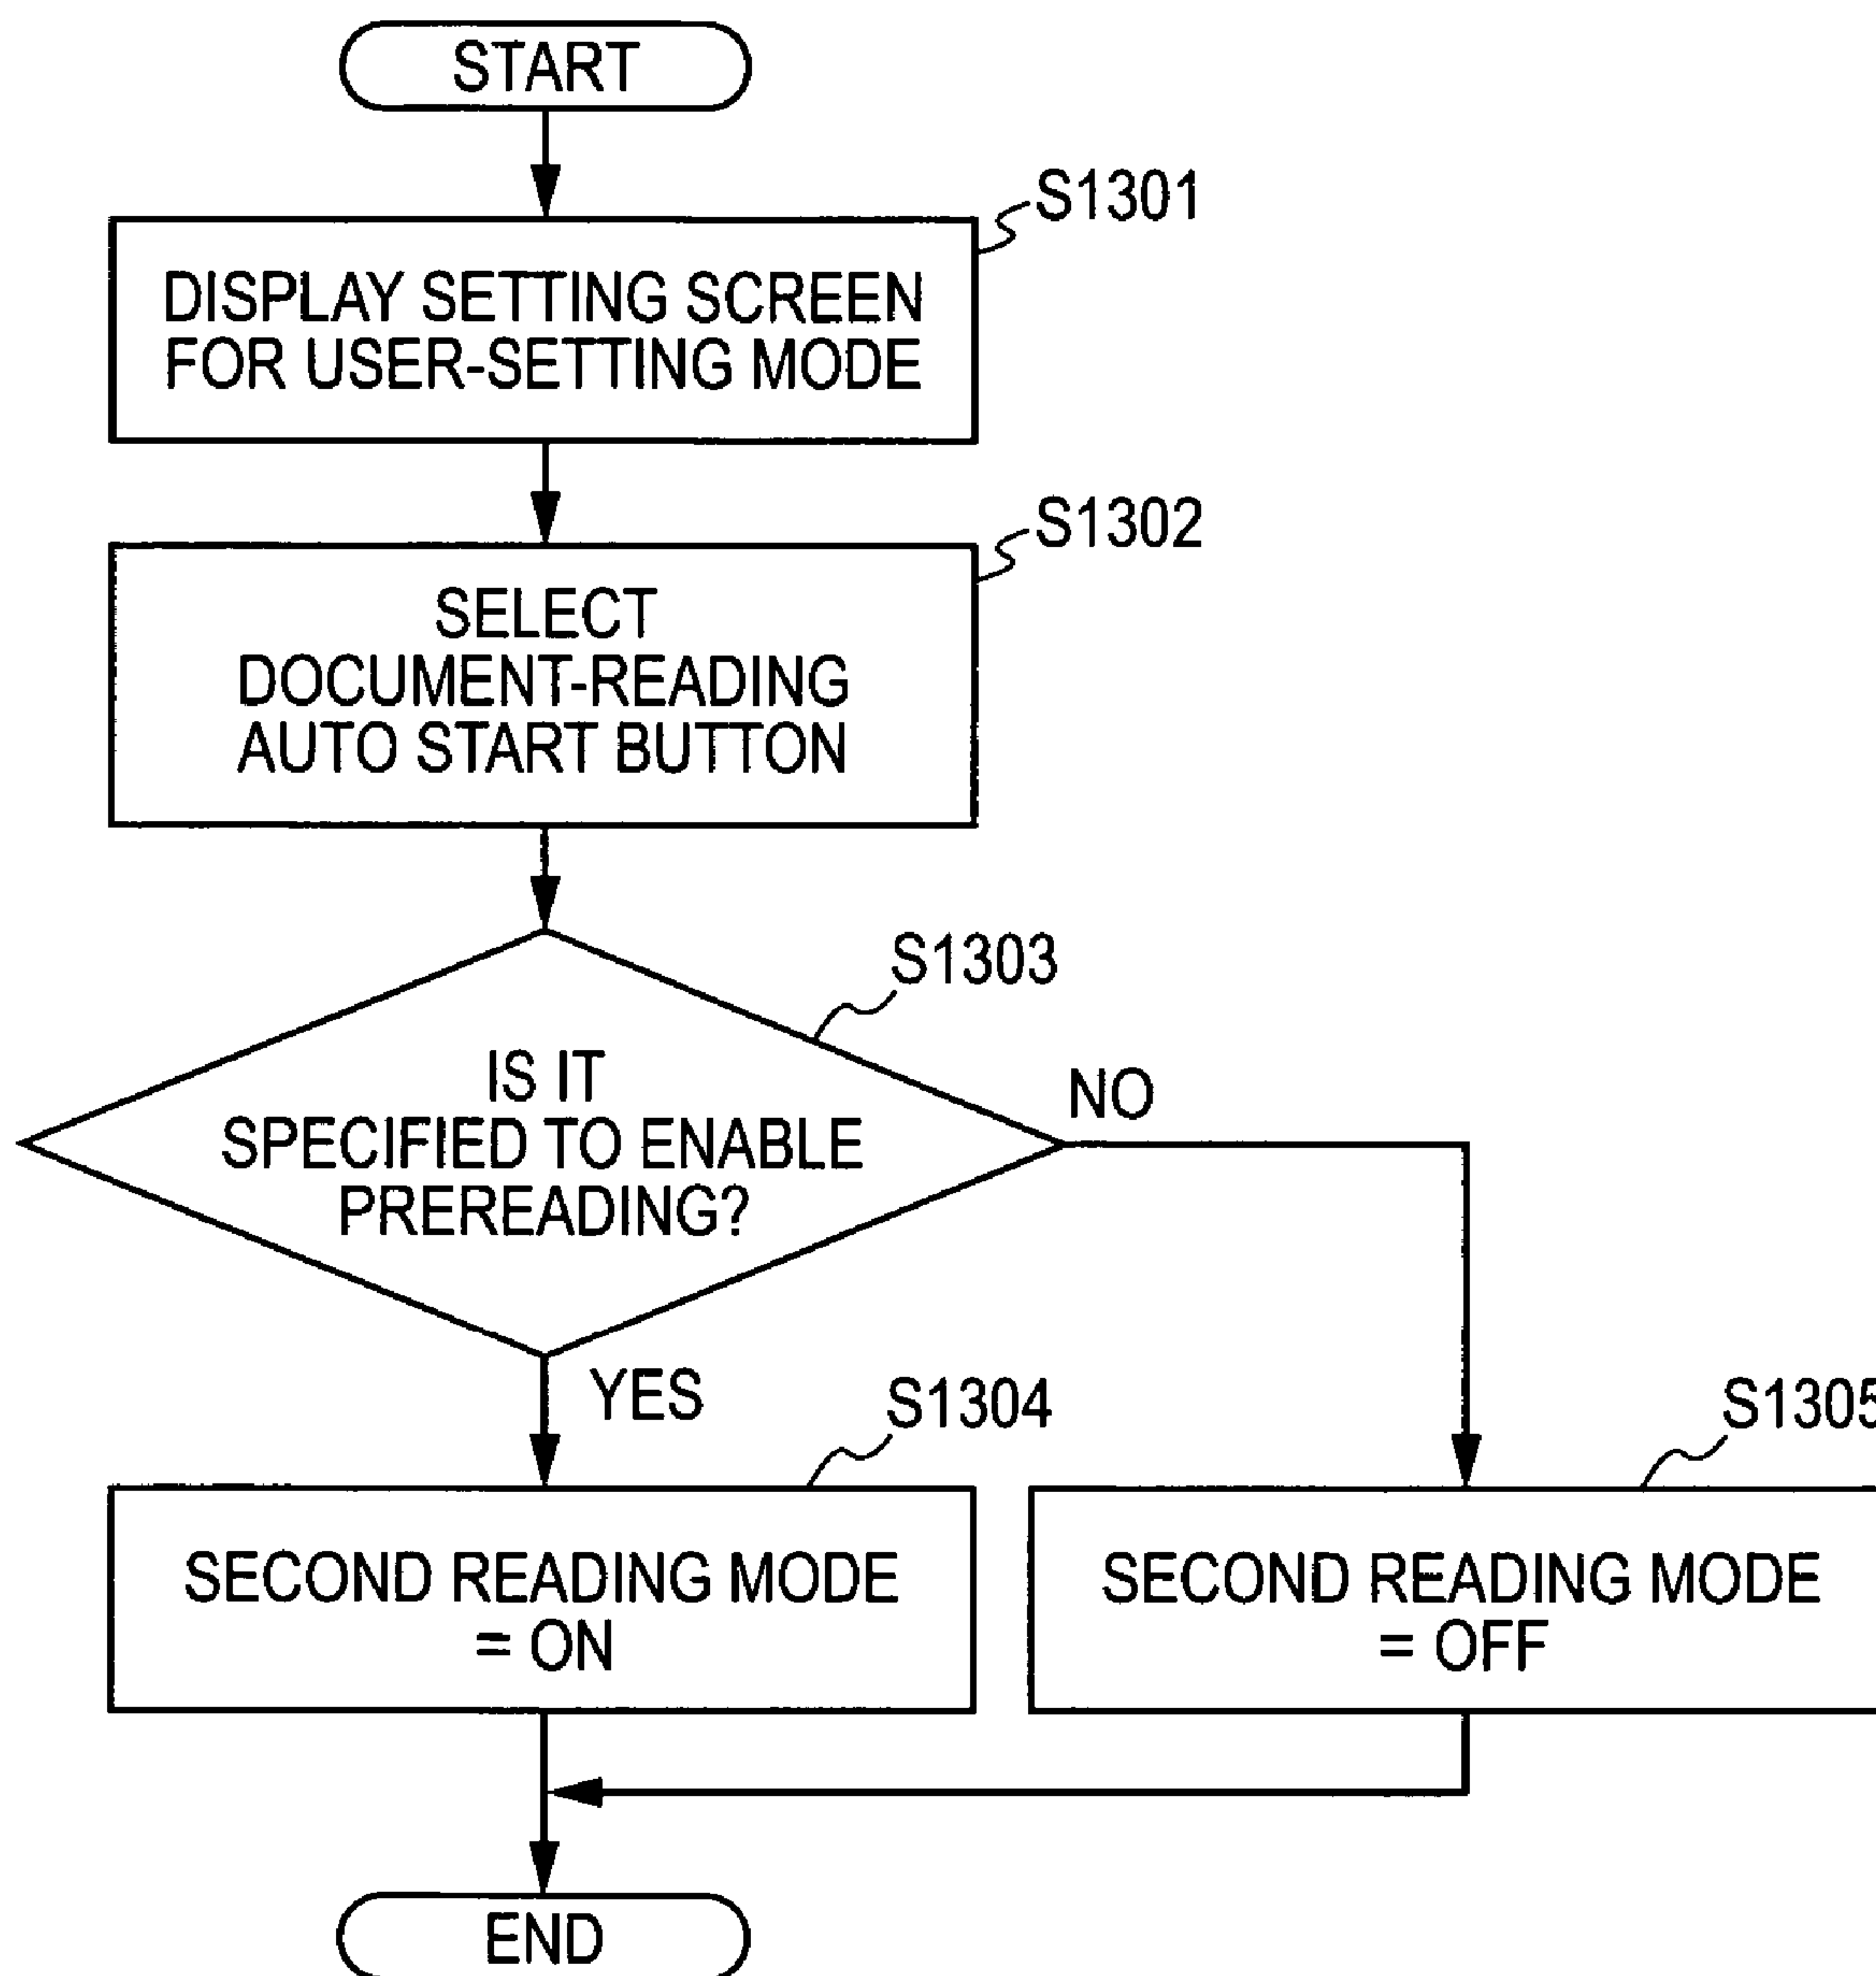 START
S1301
DISPLAY SETTING SCREEN
FOR USER-SETTING MODE
S1302
SELECT
DOCUMENT-READING
AUTO START BUTTON
S1303
IS IT
SPECIFIED TO ENABLE
PREREADING?
NO
YES
S1304
S1305
SECOND READING MODE
= ON
SECOND READING MODE
= OFF
END